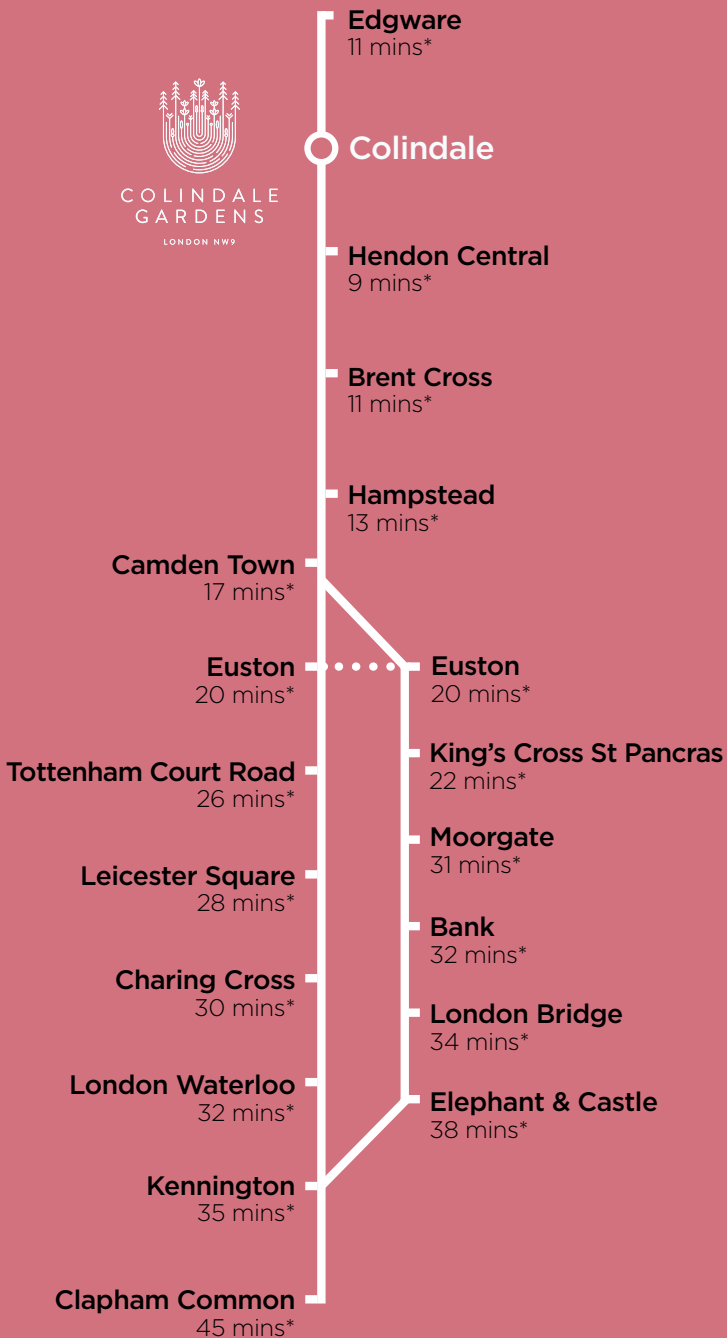 Edgware
11 mins*
COLINDALE
GARDENS
LONDON NW9
Colindale
Hendon Central
9 mins*
Brent Cross
11 mins*
Hampstead
13 mins*
Camden Town
17 mins*
Euston
20 mins*
Euston
20 mins*
King's Cross St Pancras
22 mins*
Tottenham Court Road
26 mins*
Moorgate
31 mins*
Leicester Square
28 mins*
Bank
32 mins*
Charing Cross
30 mins*
London Bridge
34 mins*
London Waterloo
32 mins*
Elephant & Castle
38 mins*
Kennington
35 mins*
Clapham Common
45 mins*